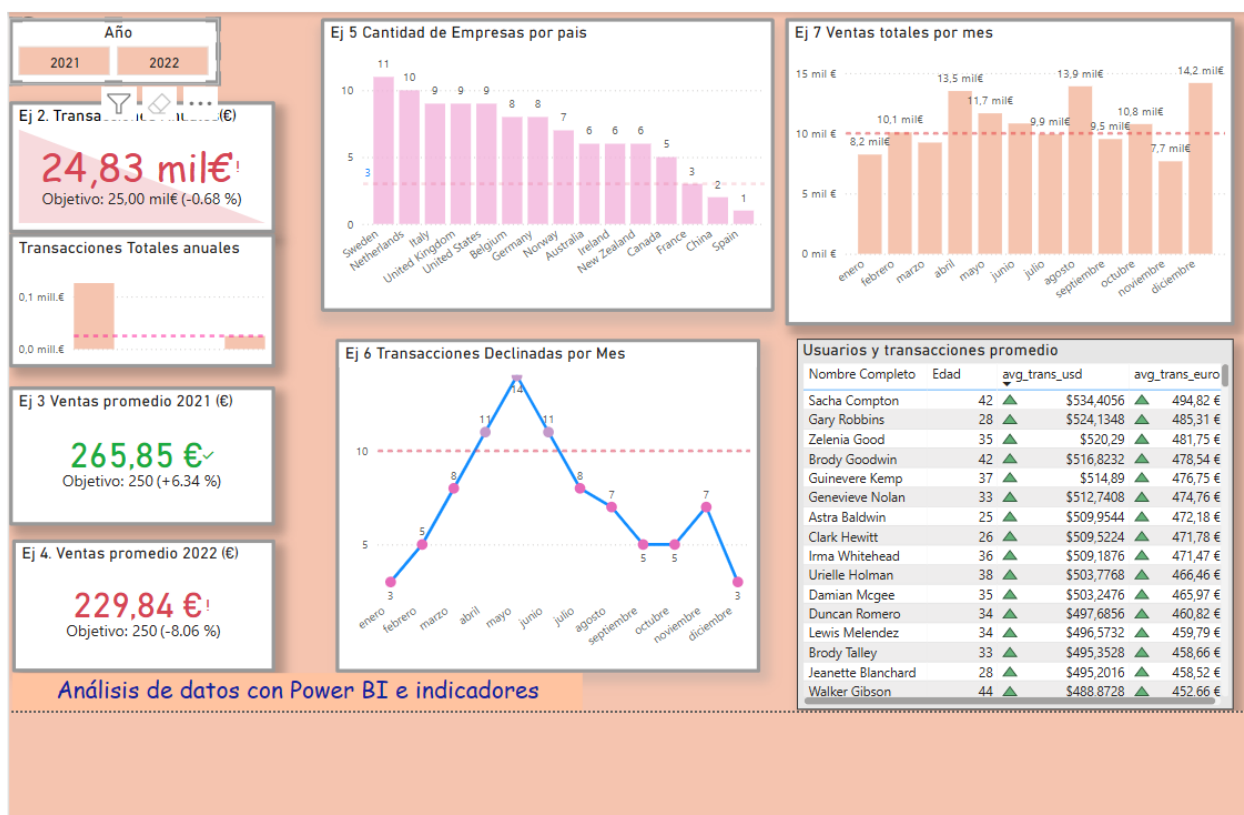 Año
2021
2022
Ej 2. Transacciones Anuales(€)
24,83 mil€!
Objetivo: 25,00 mil€ (-0.68 %)
Transacciones Totales anuales
0,1 mill.€
0,0 mill.€
Ej 3 Ventas promedio 2021 (€)
265,85 €
Objetivo: 250 (+6.34 %)
Ej 4. Ventas promedio 2022 (€)
229,84 €!
Objetivo: 250 (-8.06 %)
Análisis de datos con Power BI e indicadores
Ej 5 Cantidad de Empresas por pais
11 10 9 9 9 8 8 7 6 6 6 5 3 2 1
10
5
3
0
Sweden Netherlands Italy United Kingdom United States Belgium Germany Norway Australia Ireland New Zealand Canada France China Spain
Ej 6 Transacciones Declinadas por Mes
10
5
3 5 8 11 14 11 8 7 5 5 7 3
enero febrero marzo abril mayo junio julio agosto septiembre octubre noviembre diciembre
Ej 7 Ventas totales por mes
15 mil €
10 mil €
5 mil €
0 mil €
8,2 mil€ 10,1 mil€ 13,5 mil€ 11,7 mil€ 9,9 mil€ 13,9 mil€ 9,5 mil€ 10,8 mil€ 7,7 mil€ 14,2 mil€
enero febrero marzo abril mayo junio julio agosto septiembre octubre noviembre diciembre
Usuarios y transacciones promedio
Nombre Completo Edad avg_trans_usd avg_trans_euro
Sacha Compton 42 $534,4056 494,82 €
Gary Robbins 28 $524,1348 485,31 €
Zelenia Good 35 $520,29 481,75 €
Brody Goodwin 42 $516,8232 478,54 €
Guinevere Kemp 37 $514,89 476,75 €
Genevieve Nolan 33 $512,7408 474,76 €
Astra Baldwin 25 $509,9544 472,18 €
Clark Hewitt 26 $509,5224 471,78 €
Irma Whitehead 36 $509,1876 471,47 €
Urielle Holman 38 $503,7768 466,46 €
Damian Mcgee 35 $503,2476 465,97 €
Duncan Romero 34 $497,6856 460,82 €
Lewis Melendez 34 $496,5732 459,79 €
Brody Talley 33 $495,3528 458,66 €
Jeanette Blanchard 28 $495,2016 458,52 €
Walker Gibson 44 $488,8728 452,66 €